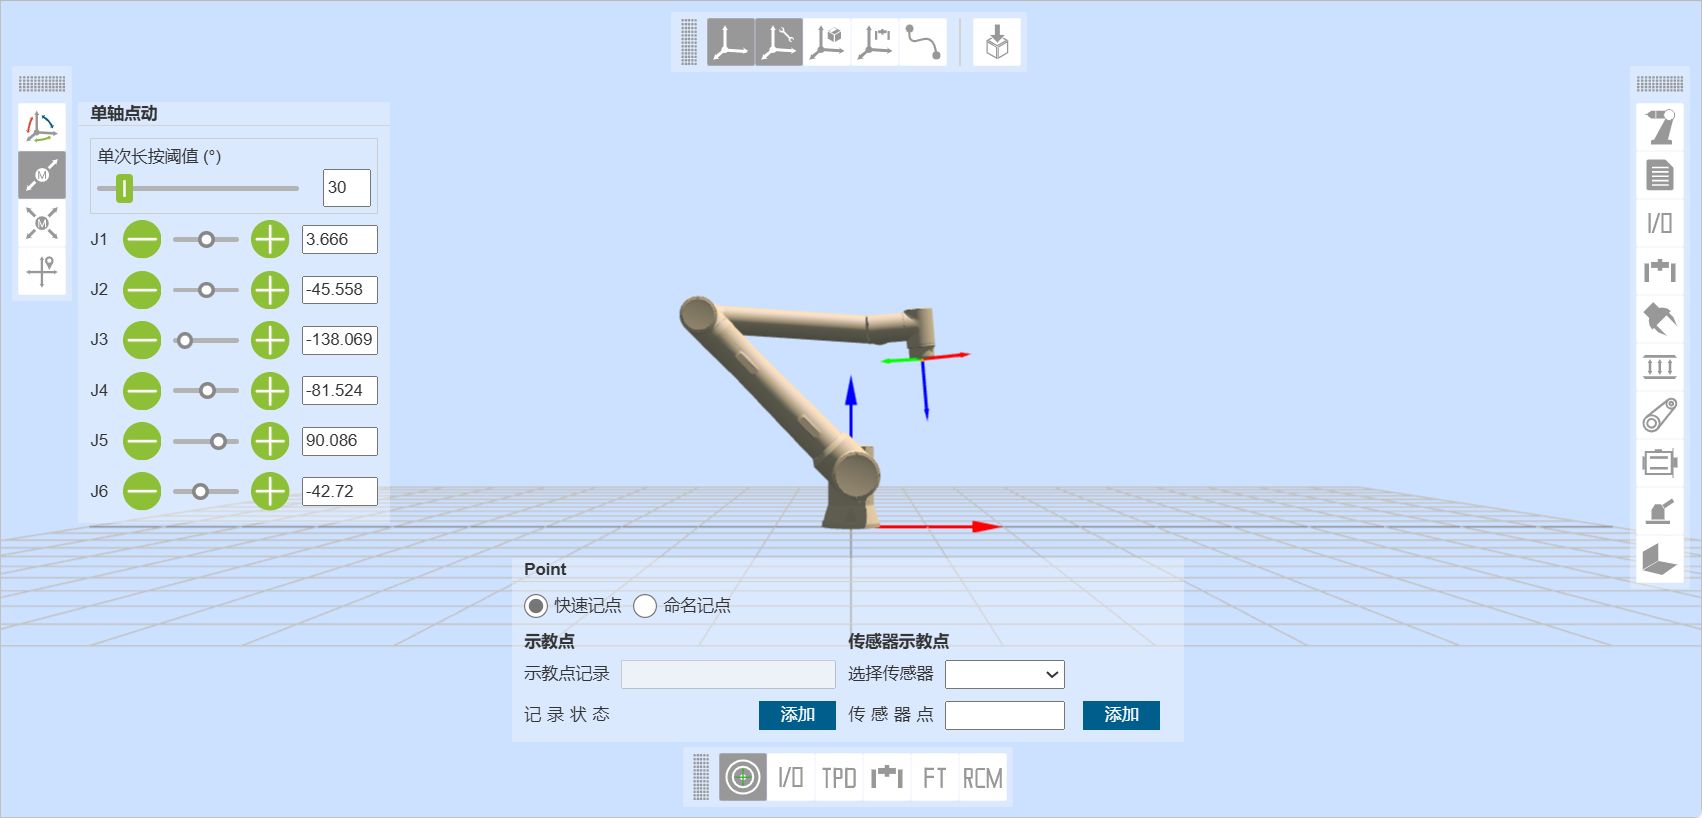 单轴点动
单次长按阈值 (°)
30
J1 3.666
J2 -45.558
J3 -138.069
J4 -81.524
J5 90.086
J6 -42.72
M
M
I/O
Point
快速记点 命名记点
示教点 传感器示教点
示教点记录 选择传感器
记录状态 添加 传感器点 添加
I/O TPD FT RCM